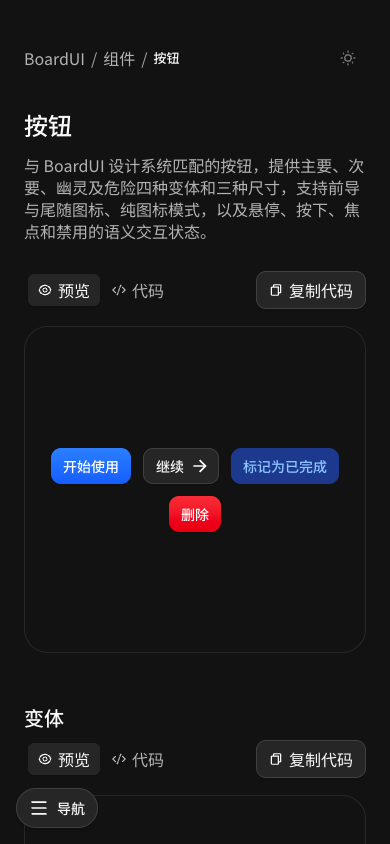 BoardUI / 组件 / 按钮
按钮
与 BoardUI 设计系统匹配的按钮，提供主要、次
要、幽灵及危险四种变体和三种尺寸，支持前导
与尾随图标、纯图标模式，以及悬停、按下、焦
点和禁用的语义交互状态。
预览 代码 复制代码
开始使用 继续 标记为已完成
删除
变体
预览 代码 复制代码
导航